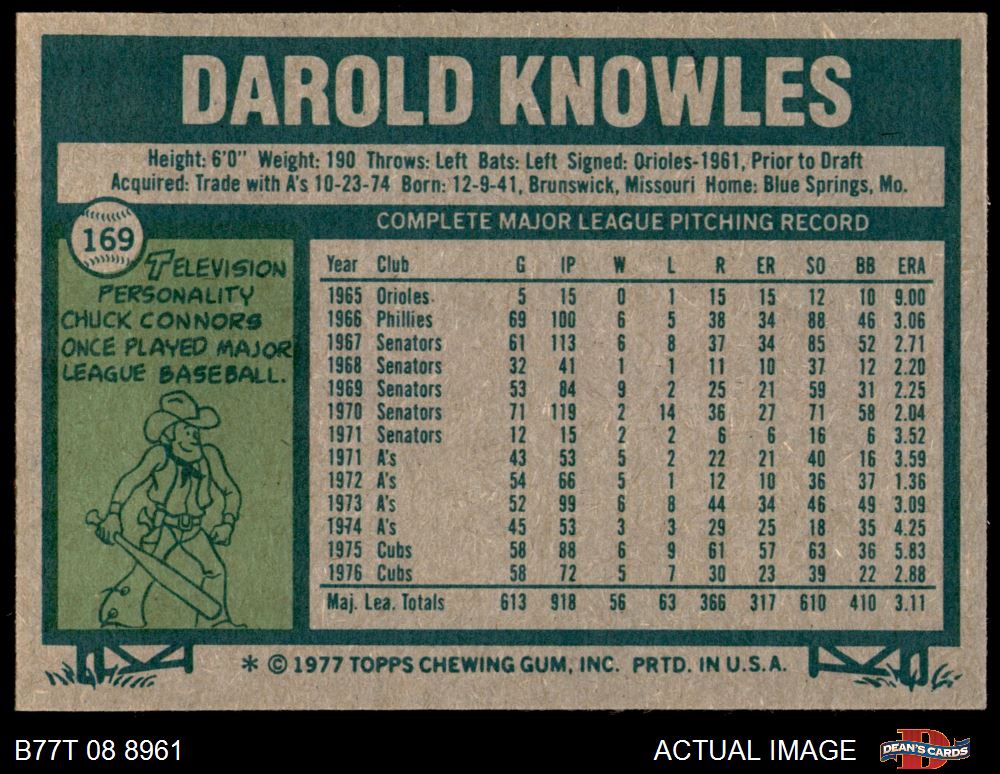 DAROLD KNOWLES
Height: 6'0" Weight: 190 Throws: Left Bats: Left Signed: Orioles-1961, Prior to Draft
Acquired: Trade with A's 10-23-74 Born: 12-9-41, Brunswick, Missouri Home: Blue Springs, Mo.
COMPLETE MAJOR LEAGUE PITCHING RECORD
169
TELEVISION
PERSONALITY
CHUCK CONNORS
ONCE PLAYED MAJOR
LEAGUE BASEBALL.
Year Club G IP W L R ER SO BB ERA
1965 Orioles 5 15 0 1 15 15 12 10 9.00
1966 Phillies 69 100 6 5 38 34 88 46 3.06
1967 Senators 61 113 6 8 37 34 85 52 2.71
1968 Senators 32 41 1 1 11 10 37 12 2.20
1969 Senators 53 84 9 2 25 21 59 31 2.25
1970 Senators 71 119 2 14 36 27 71 58 2.04
1971 Senators 12 15 2 2 6 6 16 6 3.52
1971 A's 43 53 5 2 22 21 40 16 3.59
1972 A's 54 66 5 1 12 10 36 37 1.36
1973 A's 52 99 6 8 44 34 46 49 3.09
1974 A's 45 53 3 3 29 25 18 35 4.25
1975 Cubs 58 88 6 9 61 57 63 36 5.83
1976 Cubs 58 72 5 7 30 23 39 22 2.88
Maj. Lea. Totals 613 918 56 63 366 317 610 410 3.11
* © 1977 TOPPS CHEWING GUM, INC. PRTD. IN U.S.A.
B77T 08 8961
ACTUAL IMAGE
DEAN'S CARDS